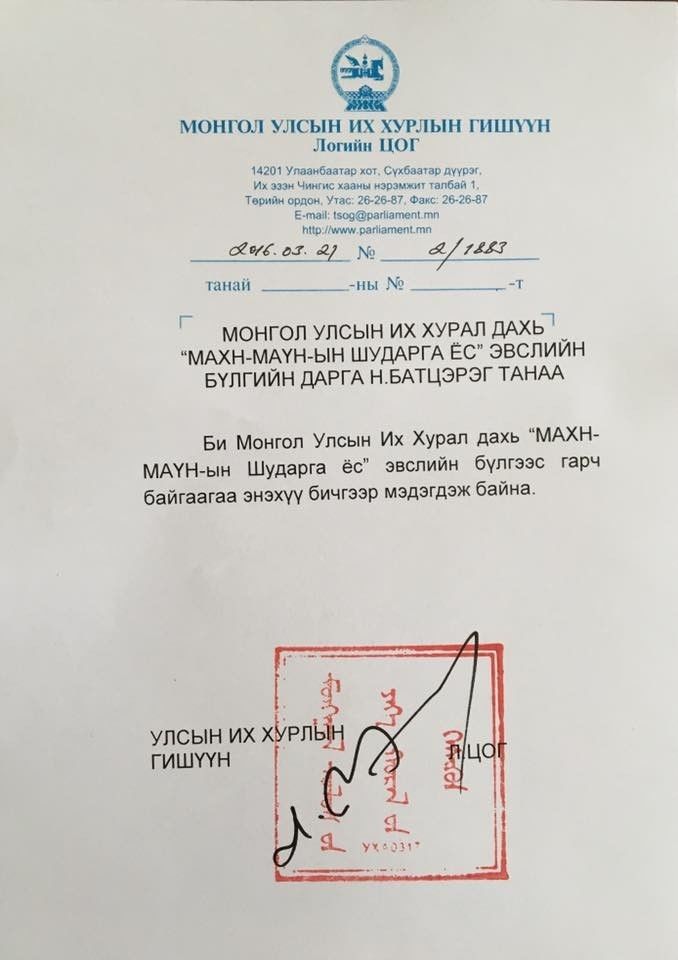 МОНГОЛ УЛСЫН ИХ ХУРЛЫН ГИШҮҮН
Логийн ЦОГ
14201 Улаанбаатар хот, Сүхбаатар дүүрэг,
Их эзэн Чингис хааны нэрэмжит талбай 1,
Төрийн ордон, Утас: 26-26-87, Факс: 26-26-87
E-mail: tsog@parliament.mn
http://www.parliament.mn
2016.03.21 № 2/1883
танай __________-ны № __________-т
МОНГОЛ УЛСЫН ИХ ХУРАЛ ДАХЬ
“МАХН-МАҮН-ЫН ШУДАРГА ЁС” ЭВСЛИЙН
БҮЛГИЙН ДАРГА Н.БАТЦЭРЭГ ТАНАА
Би Монгол Улсын Их Хурал дахь “МАХН-
МАҮН-ын Шударга ёс” эвслийн бүлгээс гарч
байгаагаа энэхүү бичгээр мэдэгдэж байна.
УЛСЫН ИХ ХУРЛЫН
ГИШҮҮН Л.ЦОГ